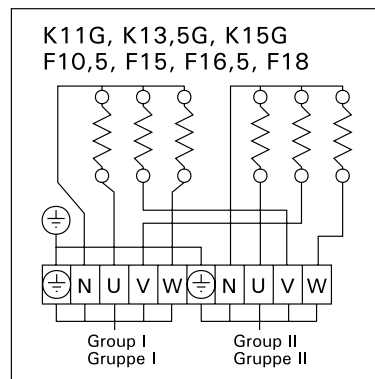 K11G, K13,5G, K15G
F10,5, F15, F16,5, F18
N U V W N U V W
Group I
Gruppe I
Group II
Gruppe II